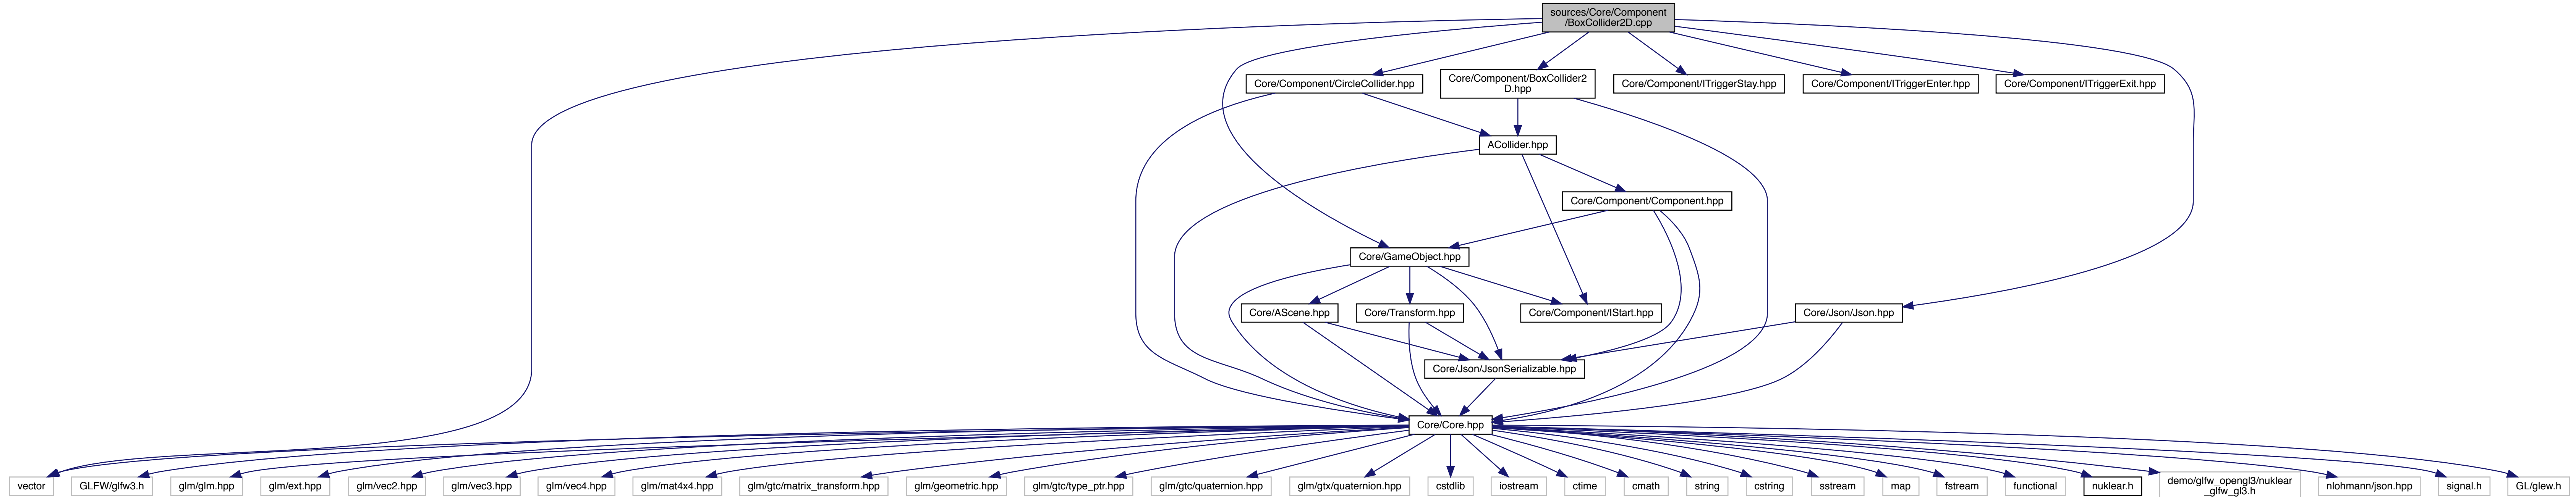 sources/Core/Component
/BoxCollider2D.cpp
Core/Component/CircleCollider.hpp
Core/Component/BoxCollider2
D.hpp
Core/Component/ITriggerStay.hpp
Core/Component/ITriggerEnter.hpp
Core/Component/ITriggerExit.hpp
ACollider.hpp
Core/Component/Component.hpp
Core/GameObject.hpp
Core/AScene.hpp
Core/Transform.hpp
Core/Component/IStart.hpp
Core/Json/Json.hpp
Core/Json/JsonSerializable.hpp
Core/Core.hpp
vector
GLFW/glfw3.h
glm/glm.hpp
glm/ext.hpp
glm/vec2.hpp
glm/vec3.hpp
glm/vec4.hpp
glm/mat4x4.hpp
glm/gtc/matrix_transform.hpp
glm/geometric.hpp
glm/gtc/type_ptr.hpp
glm/gtc/quaternion.hpp
glm/gtx/quaternion.hpp
cstdlib
iostream
ctime
cmath
string
cstring
sstream
map
fstream
functional
nuklear.h
demo/glfw_opengl3/nuklear
_glfw_gl3.h
nlohmann/json.hpp
signal.h
GL/glew.h